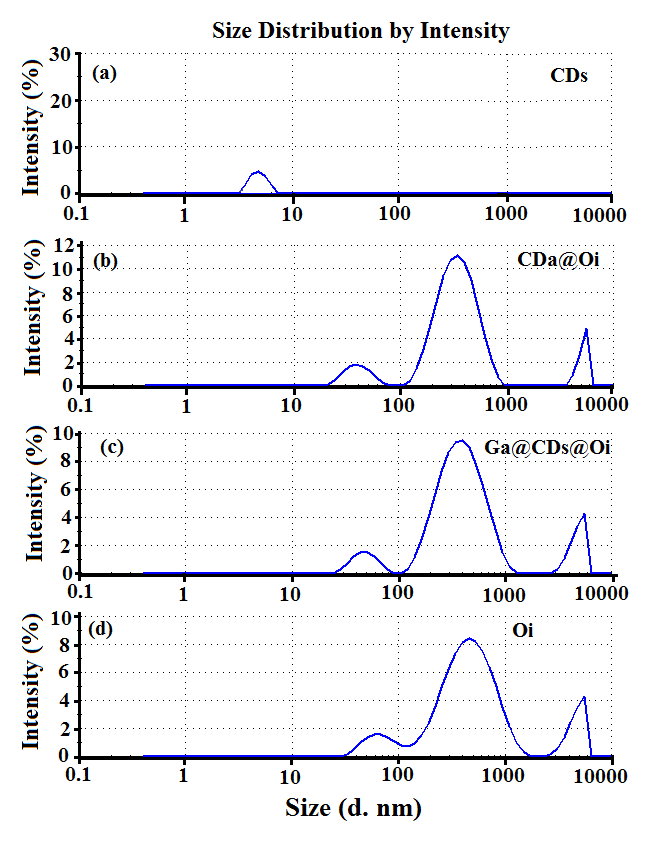 Size Distribution by Intensity
Intensity (%)
30
20
10
0
(a)
CDs
0.1 1 10 100 1000 10000
Intensity (%)
12
10
8
6
4
2
0
(b)
CDa@Oi
0.1 1 10 100 1000 10000
Intensity (%)
10
8
6
4
2
0
(c)
Ga@CDs@Oi
0.1 1 10 100 1000 10000
Intensity (%)
10
8
6
4
2
0
(d)
Oi
0.1 1 10 100 1000 10000
Size (d. nm)